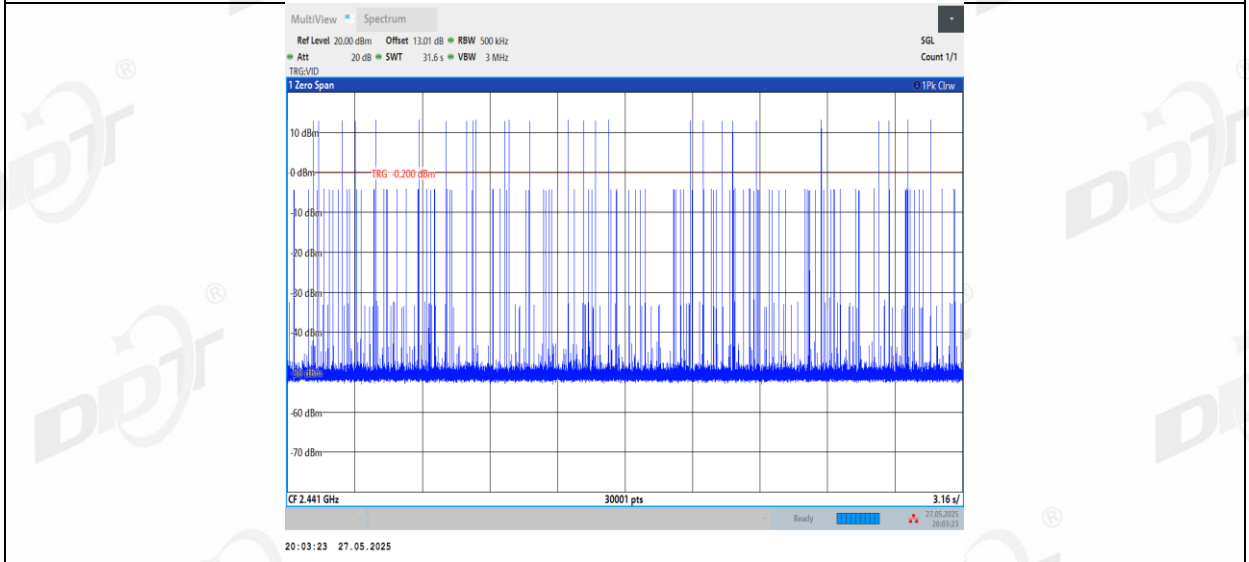 MultiView Spectrum
Ref Level 20.00 dBm Offset 13.01 dB RBW 500 kHz SGL
Att 20 dB SWT 31.6 s VBW 3 MHz Count 1/1
TRG:VID
1 Zero Span 1Pk Clrw
10 dBm
0 dBm
TRG -0.200 dBm
-10 dBm
-20 dBm
-30 dBm
-40 dBm
-50 dBm
-60 dBm
-70 dBm
CF 2.441 GHz 30001 pts 3.16 s/
Ready 27.05.2025
20:03:23
20:03:23 27.05.2025
DDT ®
DDT ®
DDT
DDT
®